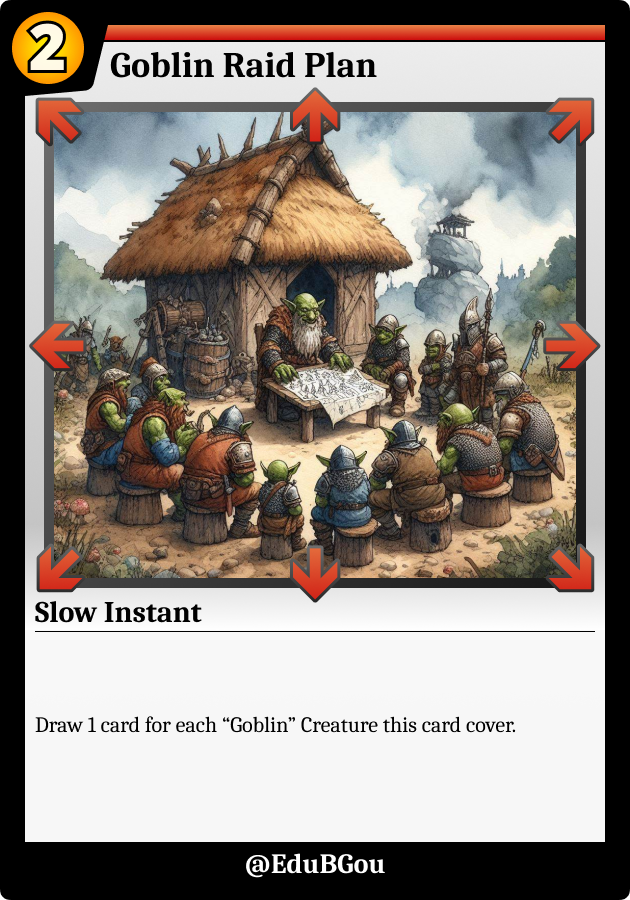 2
Goblin Raid Plan
Slow Instant
Draw 1 card for each “Goblin” Creature this card cover.
@EduBGou